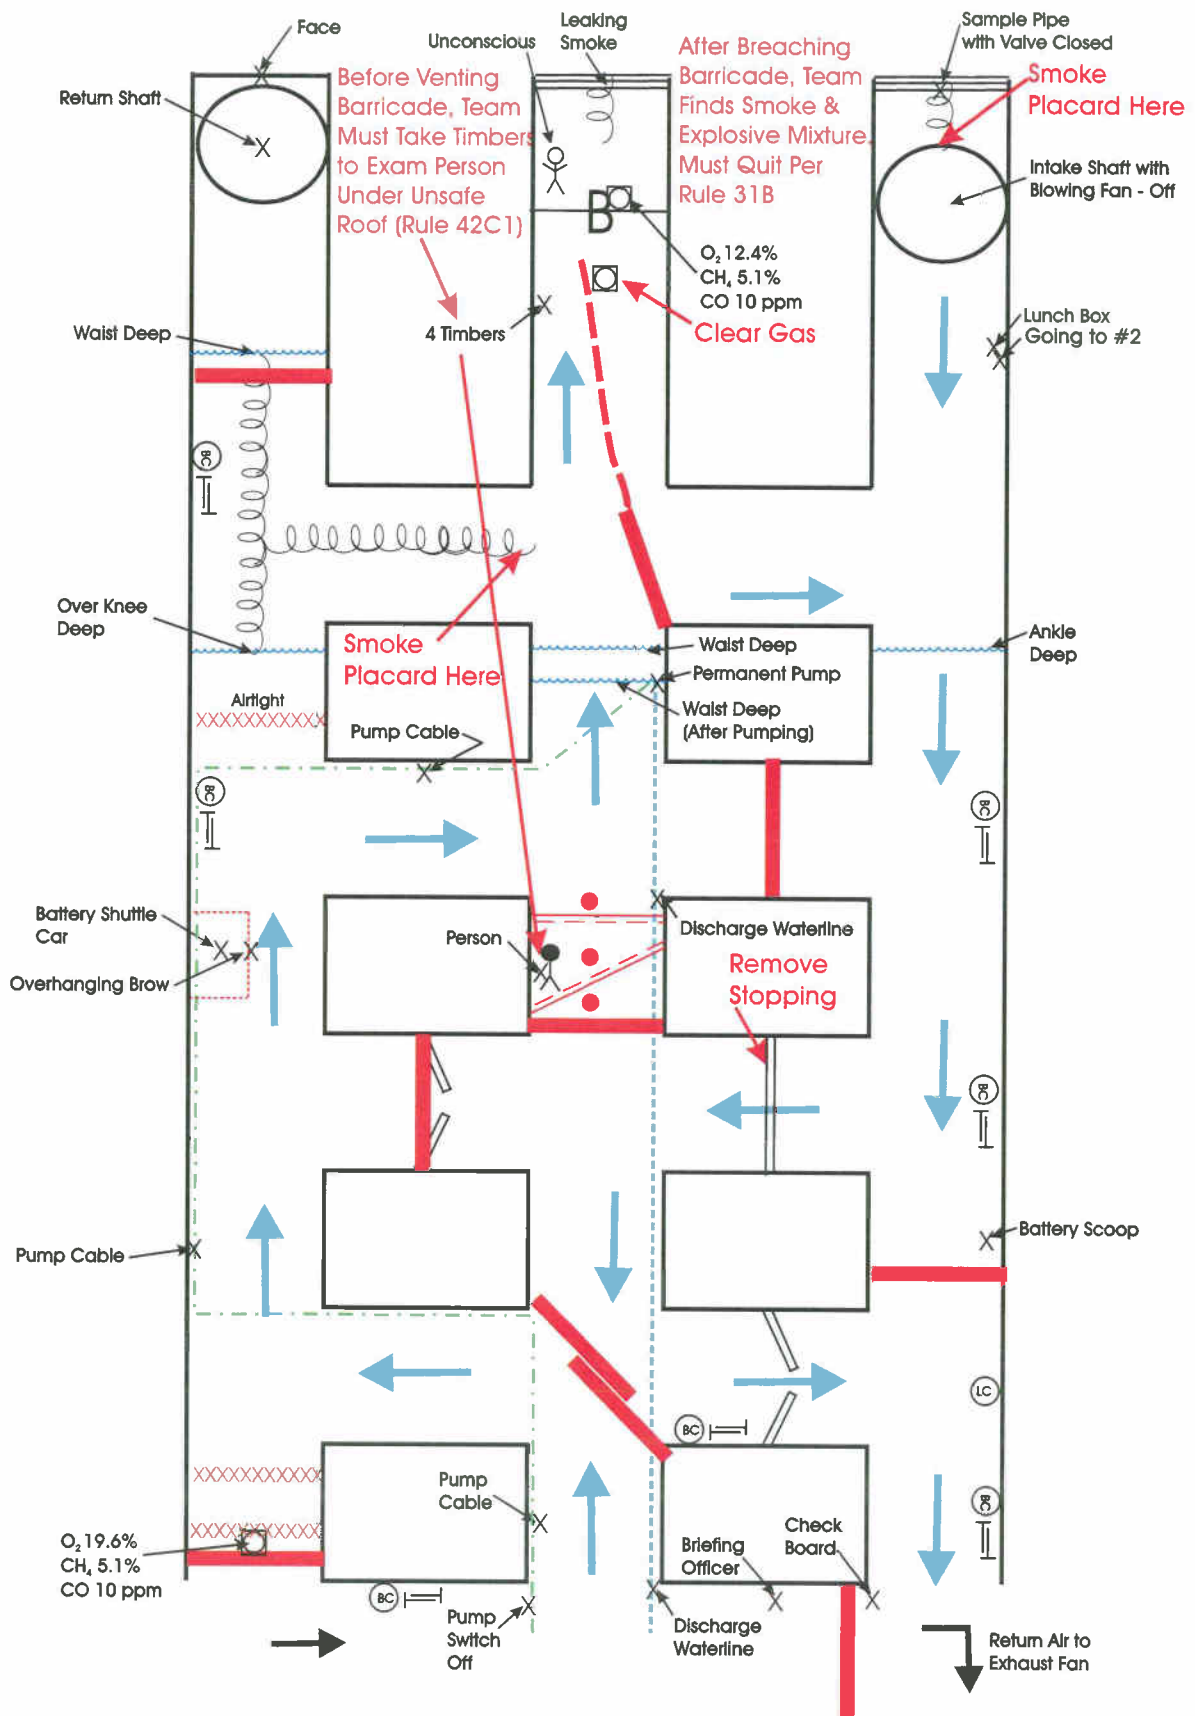 Face
Return Shaft
X
X
Before Venting
Barricade, Team
Must Take Timbers
to Exam Person
Under Unsafe
Roof (Rule 42C1)
Unconscious
Leaking
Smoke
After Breaching
Barricade, Team
Finds Smoke &
Explosive Mixture,
Must Quit Per
Rule 31B
Sample Pipe
with Valve Closed
X
Smoke
Placard Here
Intake Shaft with
Blowing Fan - Off
B
O₂ 12.4%
CH₄ 5.1%
CO 10 ppm
Clear Gas
4 Timbers
X
Waist Deep
Lunch Box
Going to #2
X
X
BC
Over Knee
Deep
Smoke
Placard Here
Waist Deep
Permanent Pump
X
Waist Deep
(After Pumping)
Ankle
Deep
Airtight
XXXXXXXXXXX
Pump Cable
X
BC
BC
Battery Shuttle
Car
X
X
Overhanging Brow
Person
X
X
Discharge Waterline
Remove
Stopping
BC
Pump Cable
X
Battery Scoop
X
LC
BC
XXXXXXXXXXX
XXXXXXXXXXX
Pump
Cable
X
BC
O₂ 19.6%
CH₄ 5.1%
CO 10 ppm
Briefing
Officer
X
Check
Board
X
BC
Pump
Switch
Off
X
X
Discharge
Waterline
Return Air to
Exhaust Fan